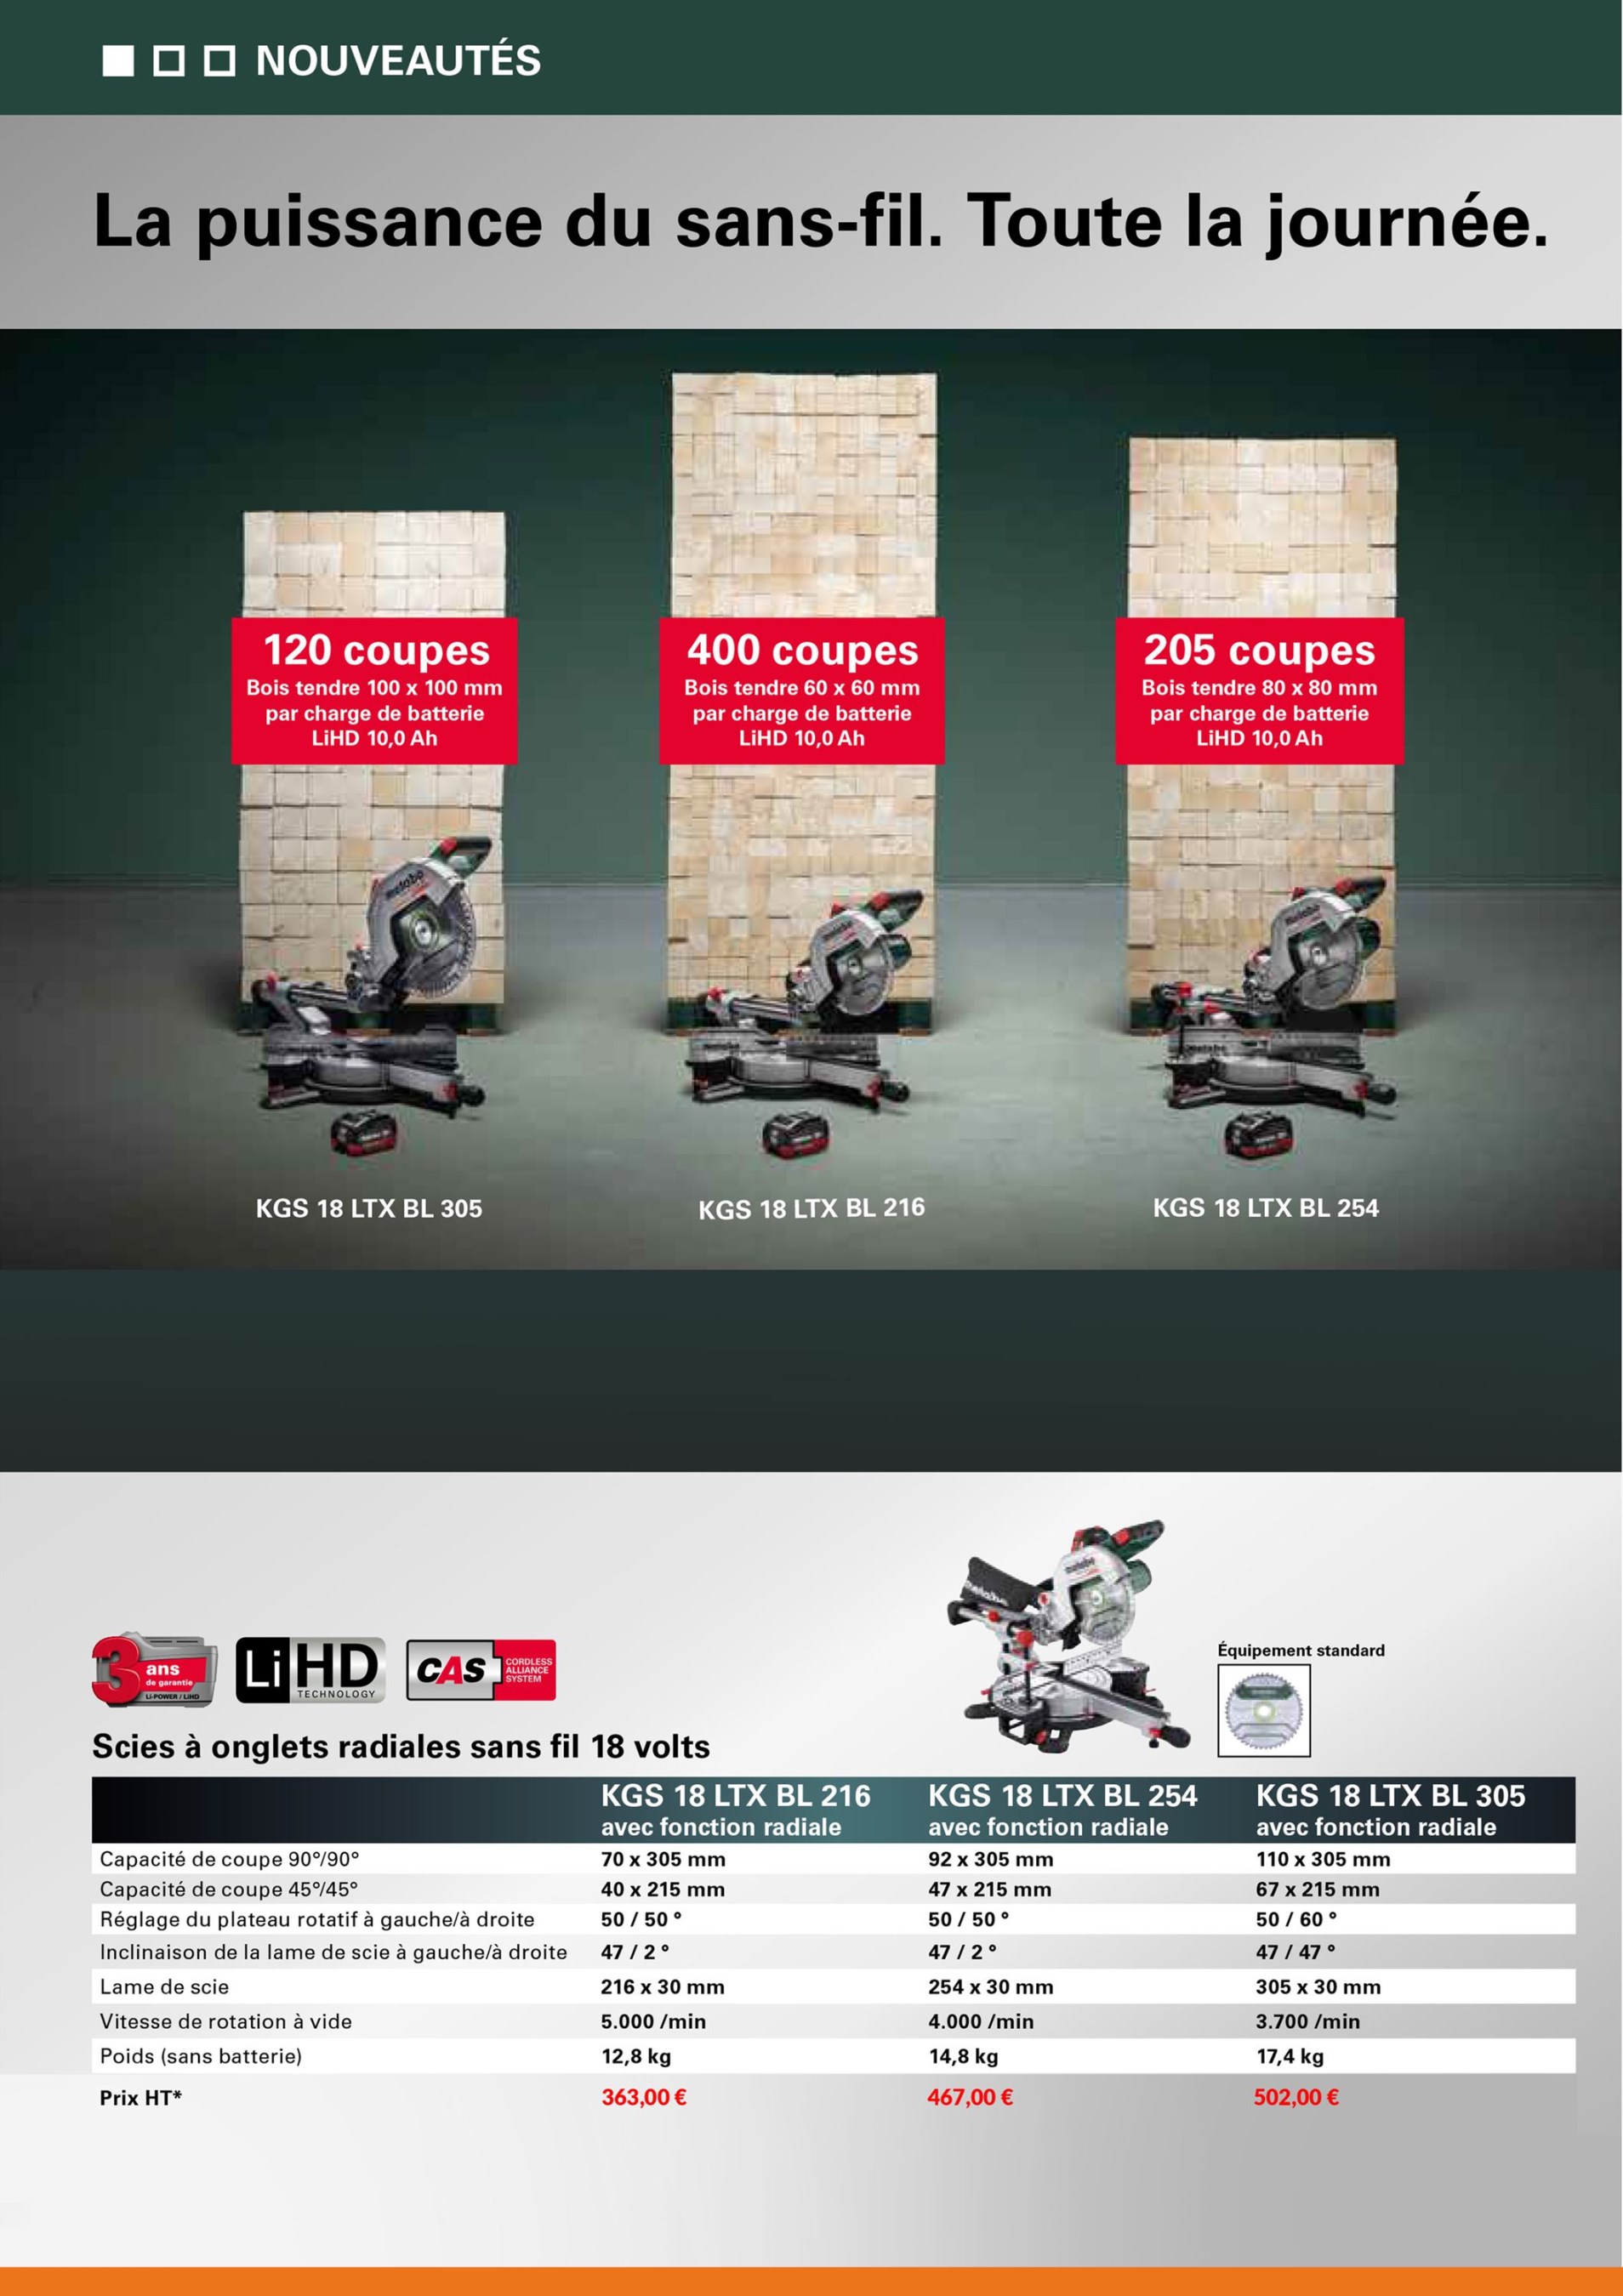 NOUVEAUTÉS
La puissance du sans-fil. Toute la journée.
120 coupes
Bois tendre 100 x 100 mm
par charge de batterie
LiHD 10,0 Ah
400 coupes
Bois tendre 60 x 60 mm
par charge de batterie
LiHD 10,0 Ah
205 coupes
Bois tendre 80 x 80 mm
par charge de batterie
LiHD 10,0 Ah
metabo
metabo
metabo
KGS 18 LTX BL 305
KGS 18 LTX BL 216
KGS 18 LTX BL 254
metabo
metabo
3 ans
de garantie
LI-POWER / LIHD
LiHD
TECHNOLOGY
CAS
CORDLESS
ALLIANCE
SYSTEM
Équipement standard
Scies à onglets radiales sans fil 18 volts
KGS 18 LTX BL 216 KGS 18 LTX BL 254 KGS 18 LTX BL 305
avec fonction radiale avec fonction radiale avec fonction radiale
Capacité de coupe 90°/90° 70 x 305 mm 92 x 305 mm 110 x 305 mm
Capacité de coupe 45°/45° 40 x 215 mm 47 x 215 mm 67 x 215 mm
Réglage du plateau rotatif à gauche/à droite 50 / 50 ° 50 / 50 ° 50 / 60 °
Inclinaison de la lame de scie à gauche/à droite 47 / 2 ° 47 / 2 ° 47 / 47 °
Lame de scie 216 x 30 mm 254 x 30 mm 305 x 30 mm
Vitesse de rotation à vide 5.000 /min 4.000 /min 3.700 /min
Poids (sans batterie) 12,8 kg 14,8 kg 17,4 kg
Prix HT* 363,00 € 467,00 € 502,00 €